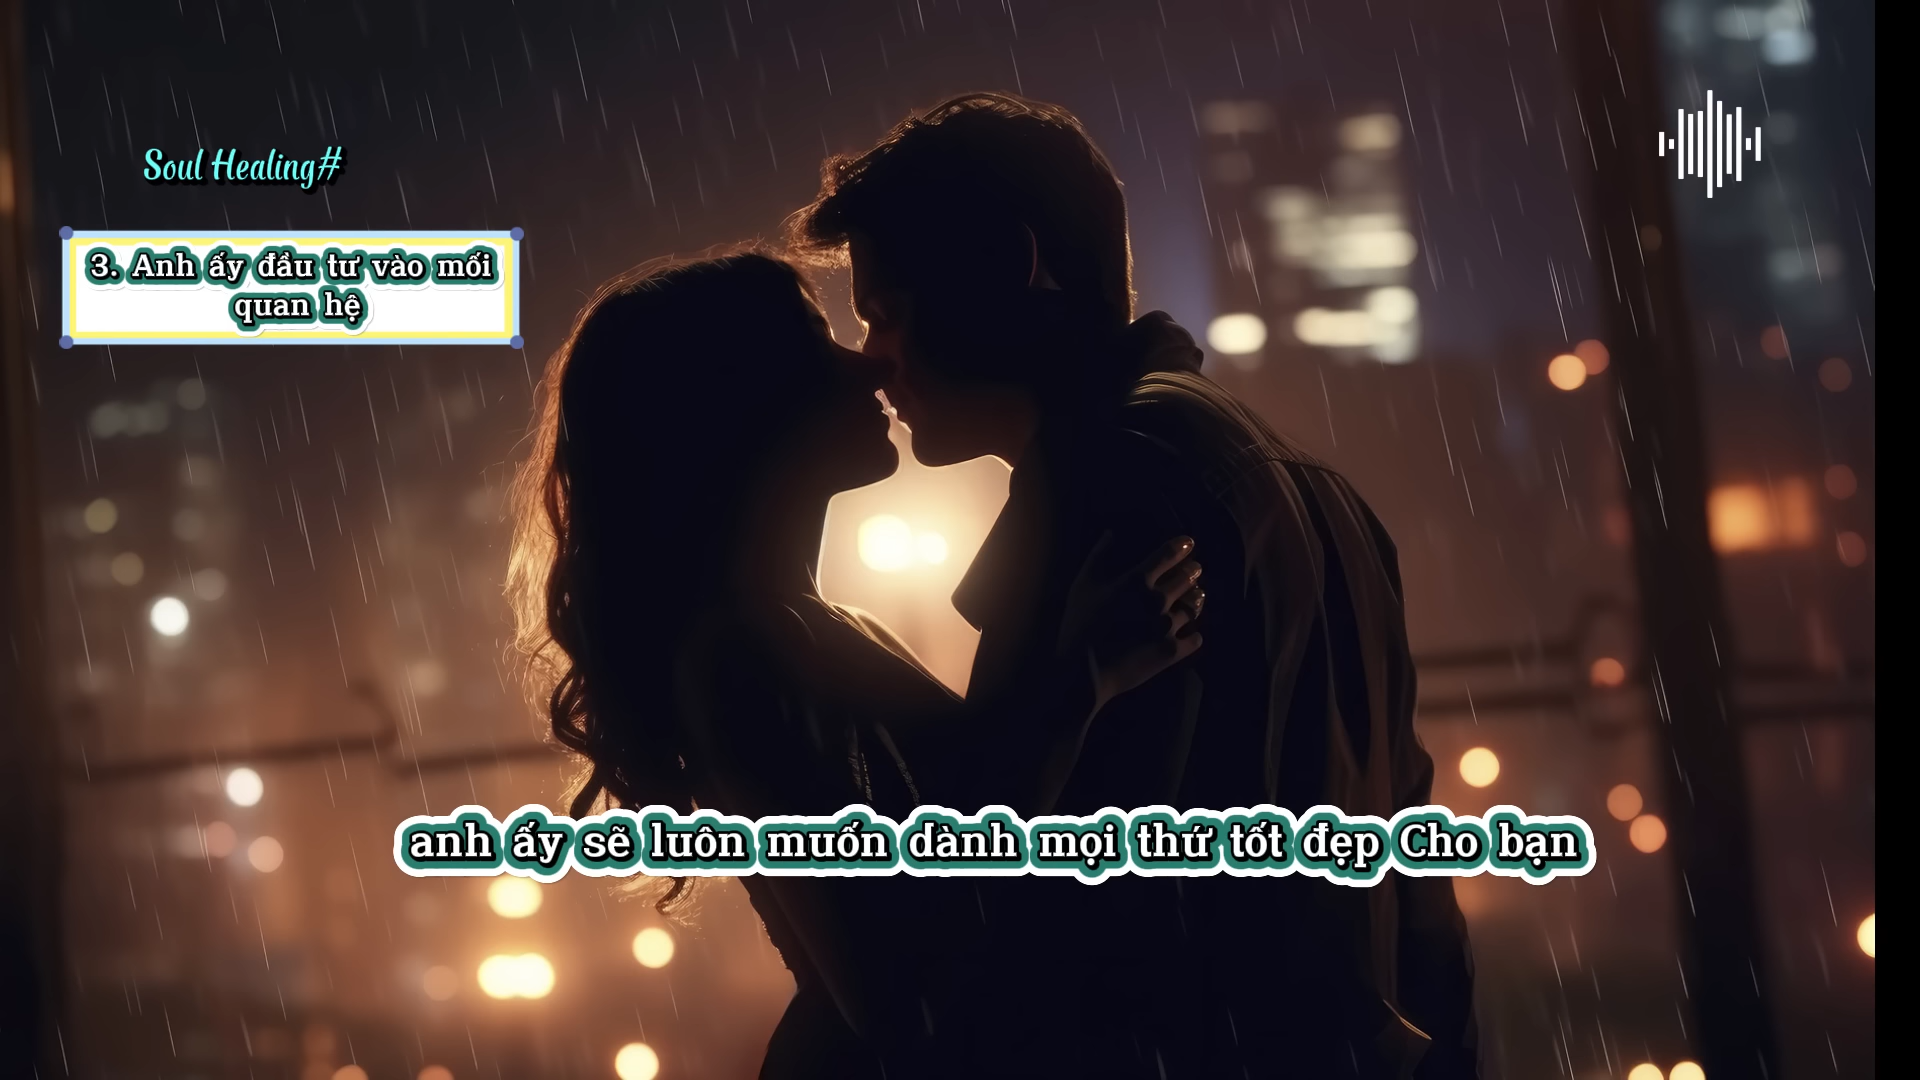 Soul Healing#
3. Anh ấy đầu tư vào mối
quan hệ
anh ấy sẽ luôn muốn dành mọi thứ tốt đẹp Cho bạn